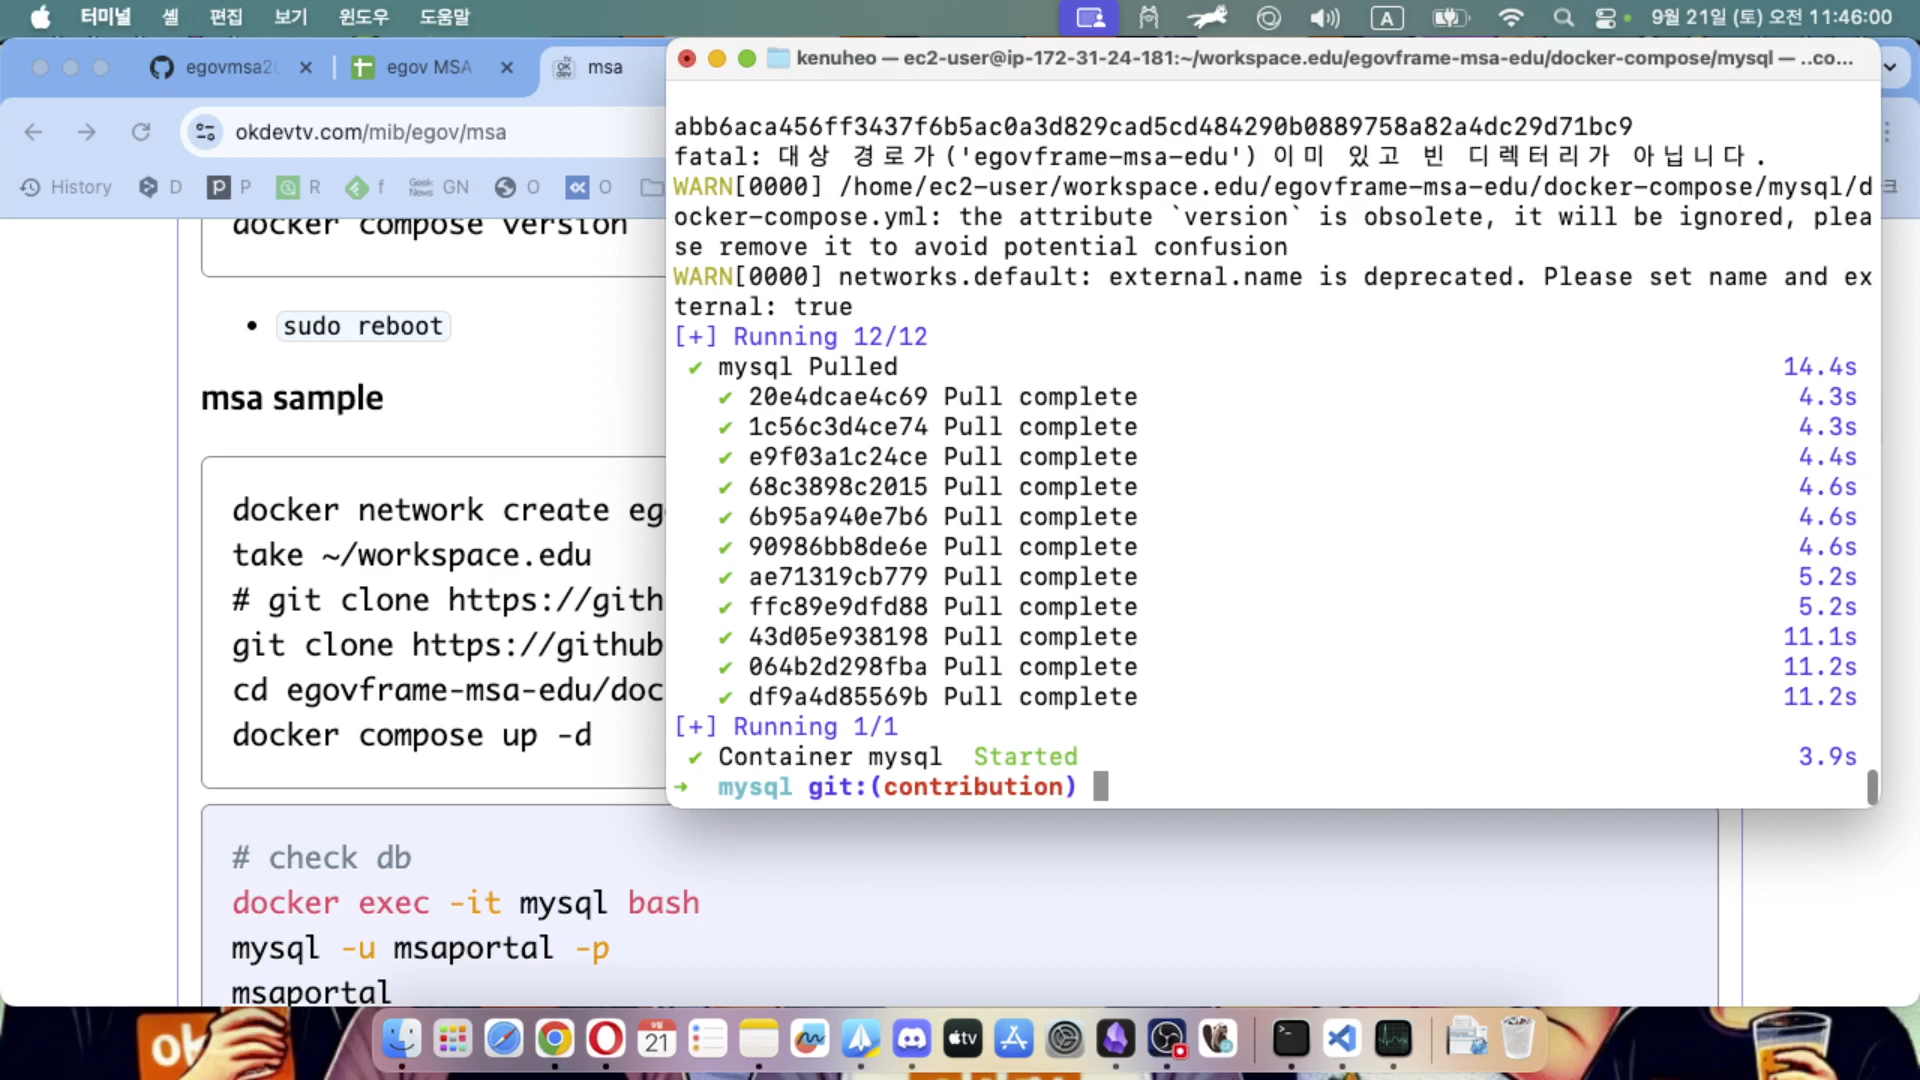 터미널 셸 편집 보기 윈도우 도움말
A
9월 21일 (토) 오전 11:46:00
egovmsa20
egov MSA
msa
kenuheo — ec2-user@ip-172-31-24-181:~/workspace.edu/egovframe-msa-edu/docker-compose/mysql — ..co...
okdevtv.com/mib/egov/msa
History D P R f GN O O
docker compose version
sudo reboot
msa sample
docker network create eg
take ~/workspace.edu
# git clone https://gith
git clone https://github
cd egovframe-msa-edu/doc
docker compose up -d
# check db
docker exec -it mysql bash
mysql -u msaportal -p
msaportal
abb6aca456ff3437f6b5ac0a3d829cad5cd484290b0889758a82a4dc29d71bc9
fatal: 대상 경로가('egovframe-msa-edu') 이미 있고 빈 디렉터리가 아닙니다.
WARN[0000] /home/ec2-user/workspace.edu/egovframe-msa-edu/docker-compose/mysql/d
ocker-compose.yml: the attribute `version` is obsolete, it will be ignored, plea
se remove it to avoid potential confusion
WARN[0000] networks.default: external.name is deprecated. Please set name and ex
ternal: true
[+] Running 12/12
✔ mysql Pulled 14.4s
✔ 20e4dcae4c69 Pull complete 4.3s
✔ 1c56c3d4ce74 Pull complete 4.3s
✔ e9f03a1c24ce Pull complete 4.4s
✔ 68c3898c2015 Pull complete 4.6s
✔ 6b95a940e7b6 Pull complete 4.6s
✔ 90986bb8de6e Pull complete 4.6s
✔ ae71319cb779 Pull complete 5.2s
✔ ffc89e9dfd88 Pull complete 5.2s
✔ 43d05e938198 Pull complete 11.1s
✔ 064b2d298fba Pull complete 11.2s
✔ df9a4d85569b Pull complete 11.2s
[+] Running 1/1
✔ Container mysql Started 3.9s
➜ mysql git:(contribution)
ok
9월
21
tv